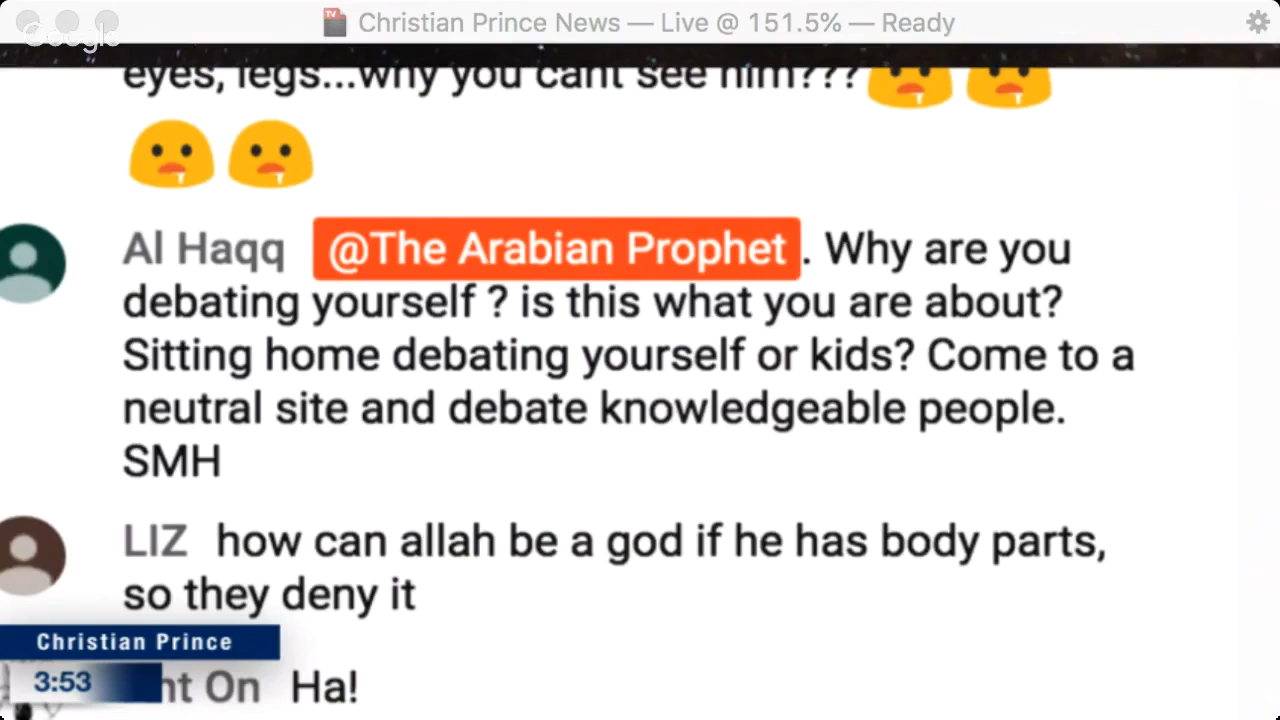 Christian Prince News — Live @ 151.5% — Ready
Google
eyes, legs...why you cant see him???
Al Haqq @The Arabian Prophet. Why are you
debating yourself ? is this what you are about?
Sitting home debating yourself or kids? Come to a
neutral site and debate knowledgeable people.
SMH
LIZ how can allah be a god if he has body parts,
so they deny it
Christian Prince
3:53
On Ha!